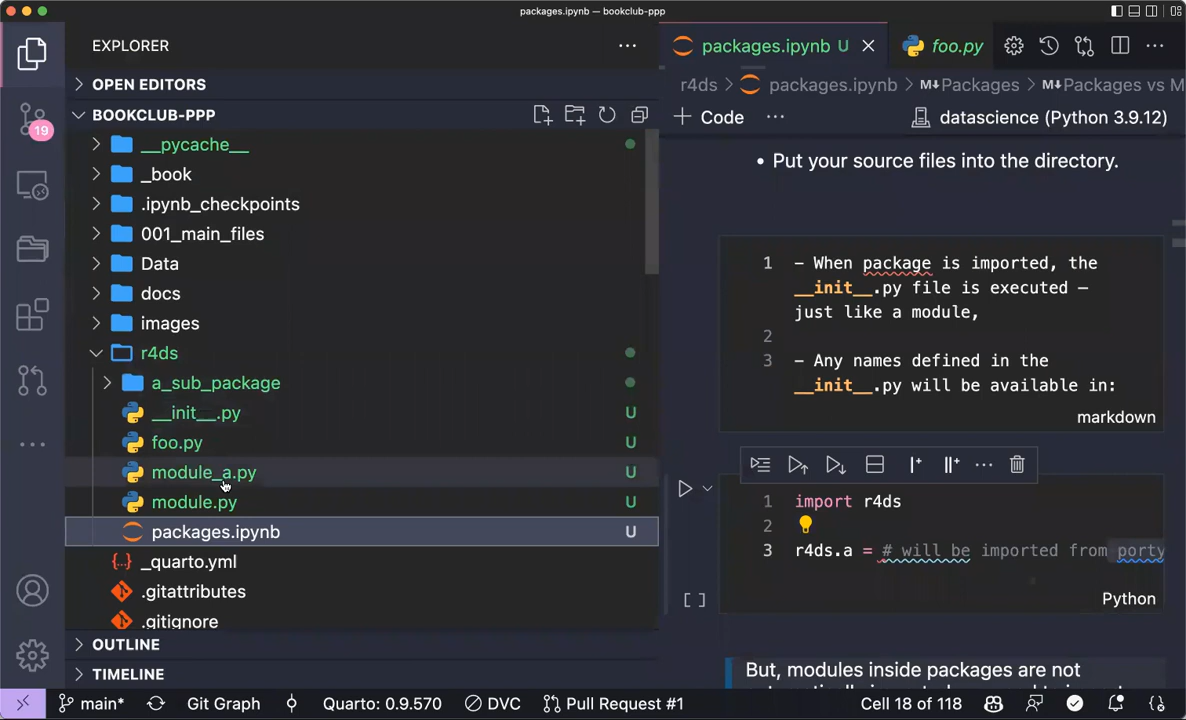 packages.ipynb — bookclub-ppp
EXPLORER
OPEN EDITORS
BOOKCLUB-PPP
__pycache__
_book
.ipynb_checkpoints
001_main_files
Data
docs
images
r4ds
a_sub_package
__init__.py U
foo.py U
module_a.py U
module.py U
packages.ipynb U
_quarto.yml
.gitattributes
.gitignore
OUTLINE
TIMELINE
19
packages.ipynb U
foo.py
r4ds > packages.ipynb > M↓Packages > M↓Packages vs M
+ Code ...
datascience (Python 3.9.12)
• Put your source files into the directory.
1 - When package is imported, the
__init__.py file is executed -
just like a module,
2
3 - Any names defined in the
__init__.py will be available in:
markdown
1 import r4ds
2
3 r4ds.a = # will be imported from porty
[ ]
Python
But, modules inside packages are not
main*
Git Graph
Quarto: 0.9.570
DVC
Pull Request #1
Cell 18 of 118